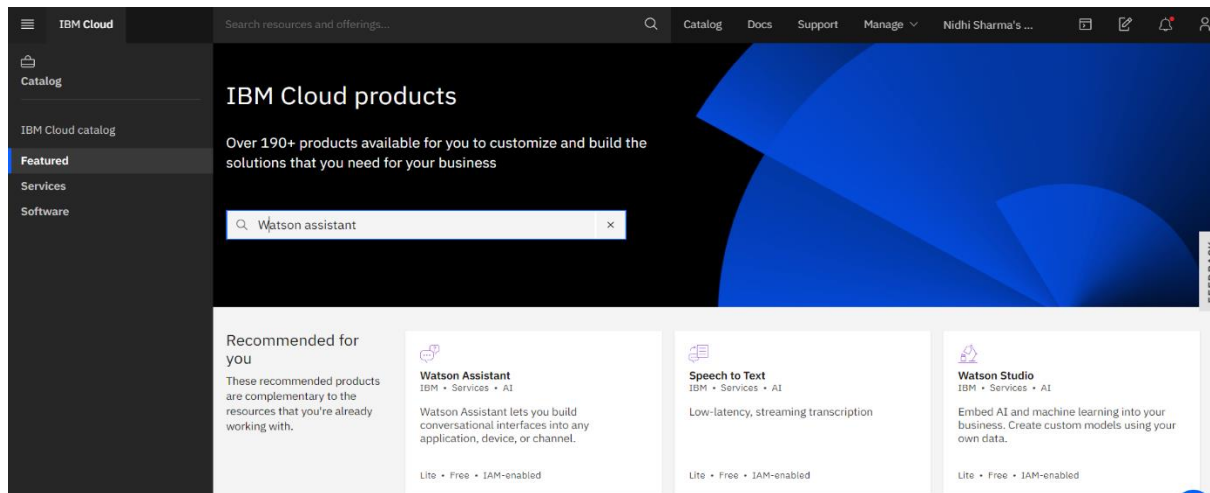 IBM Cloud
Search resources and offerings...
Catalog
Docs
Support
Manage
Nidhi Sharma's ...
Catalog
IBM Cloud catalog
Featured
Services
Software
IBM Cloud products
Over 190+ products available for you to customize and build the
solutions that you need for your business
Watson assistant
FEEDBACK
Recommended for
you
These recommended products
are complementary to the
resources that you're already
working with.
Watson Assistant
IBM • Services • AI
Watson Assistant lets you build
conversational interfaces into any
application, device, or channel.
Lite • Free • IAM-enabled
Speech to Text
IBM • Services • AI
Low-latency, streaming transcription
Lite • Free • IAM-enabled
Watson Studio
IBM • Services • AI
Embed AI and machine learning into your
business. Create custom models using your
own data.
Lite • Free • IAM-enabled